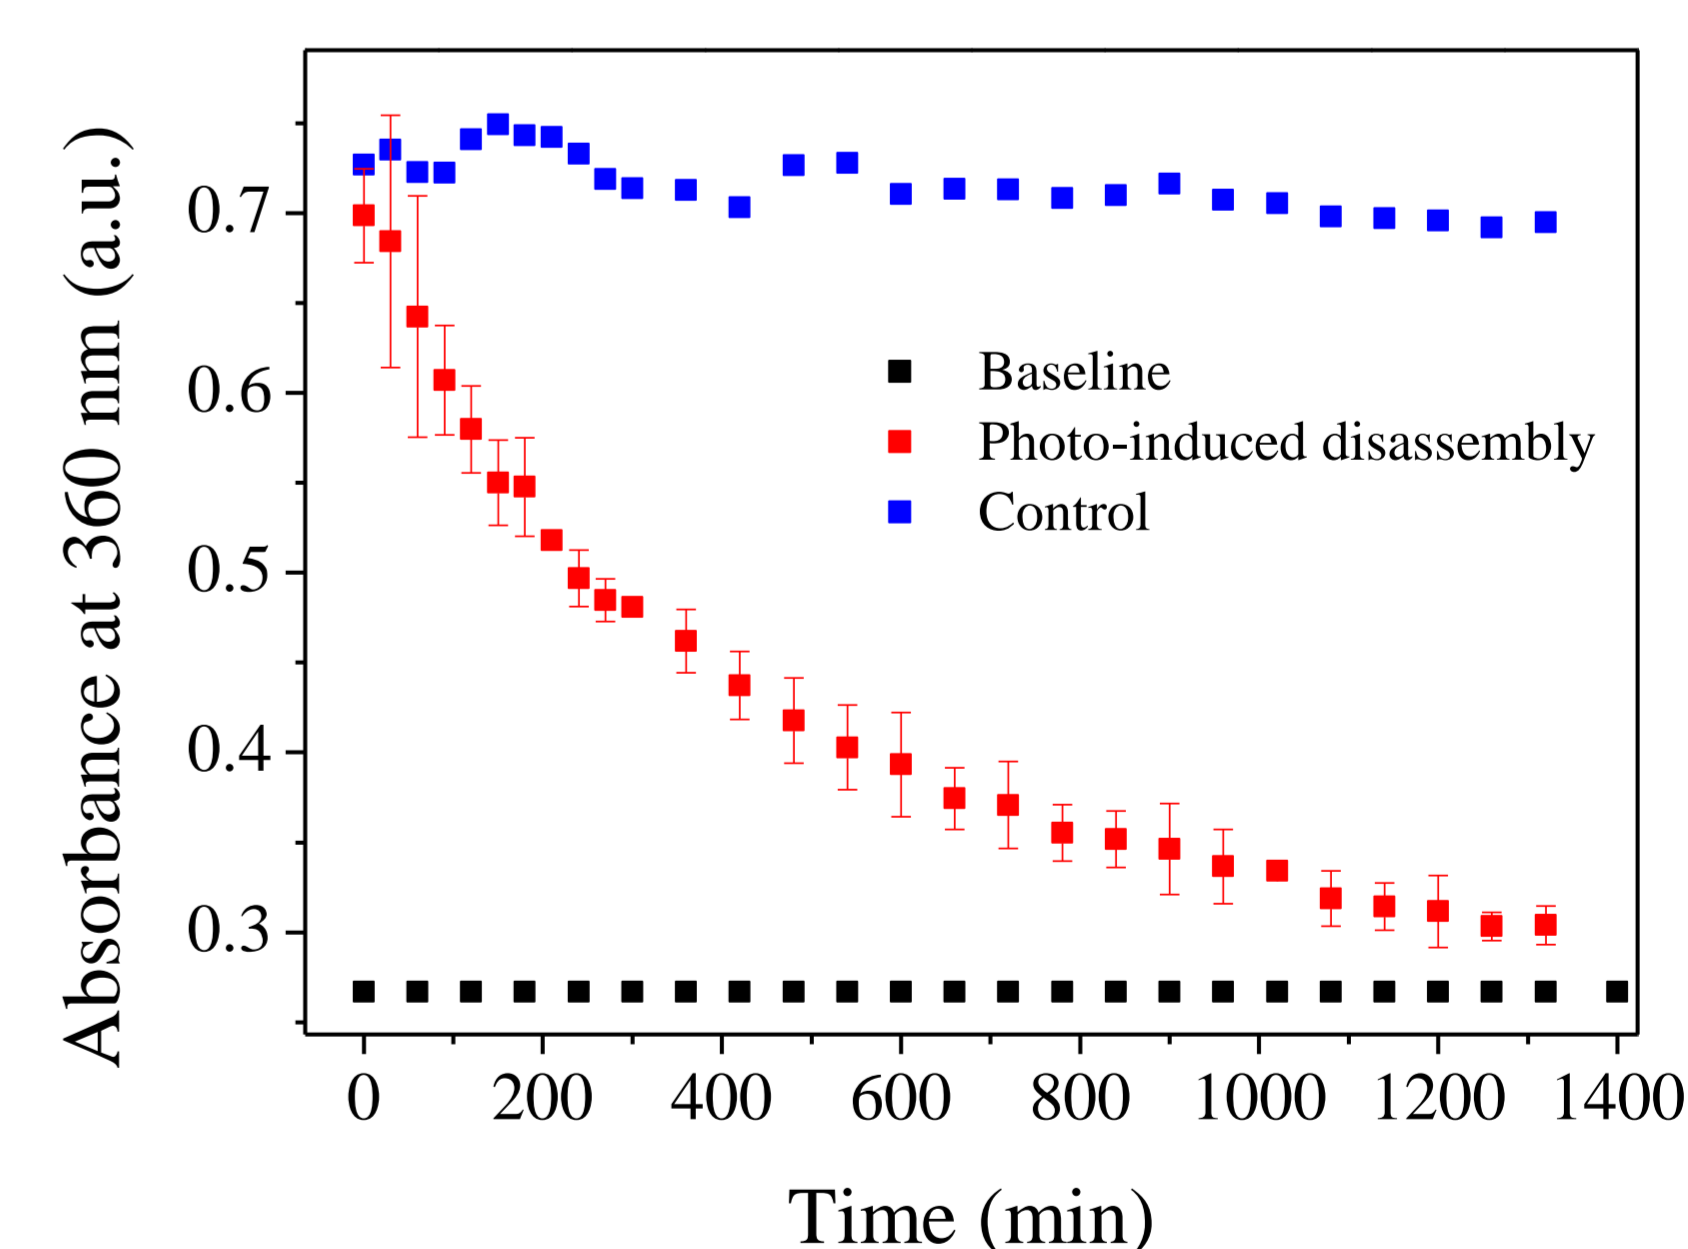 Absorbance at 360 nm (a.u.)
0.7
0.6
0.5
0.4
0.3
Baseline
Photo-induced disassembly
Control
0 200 400 600 800 1000 1200 1400
Time (min)